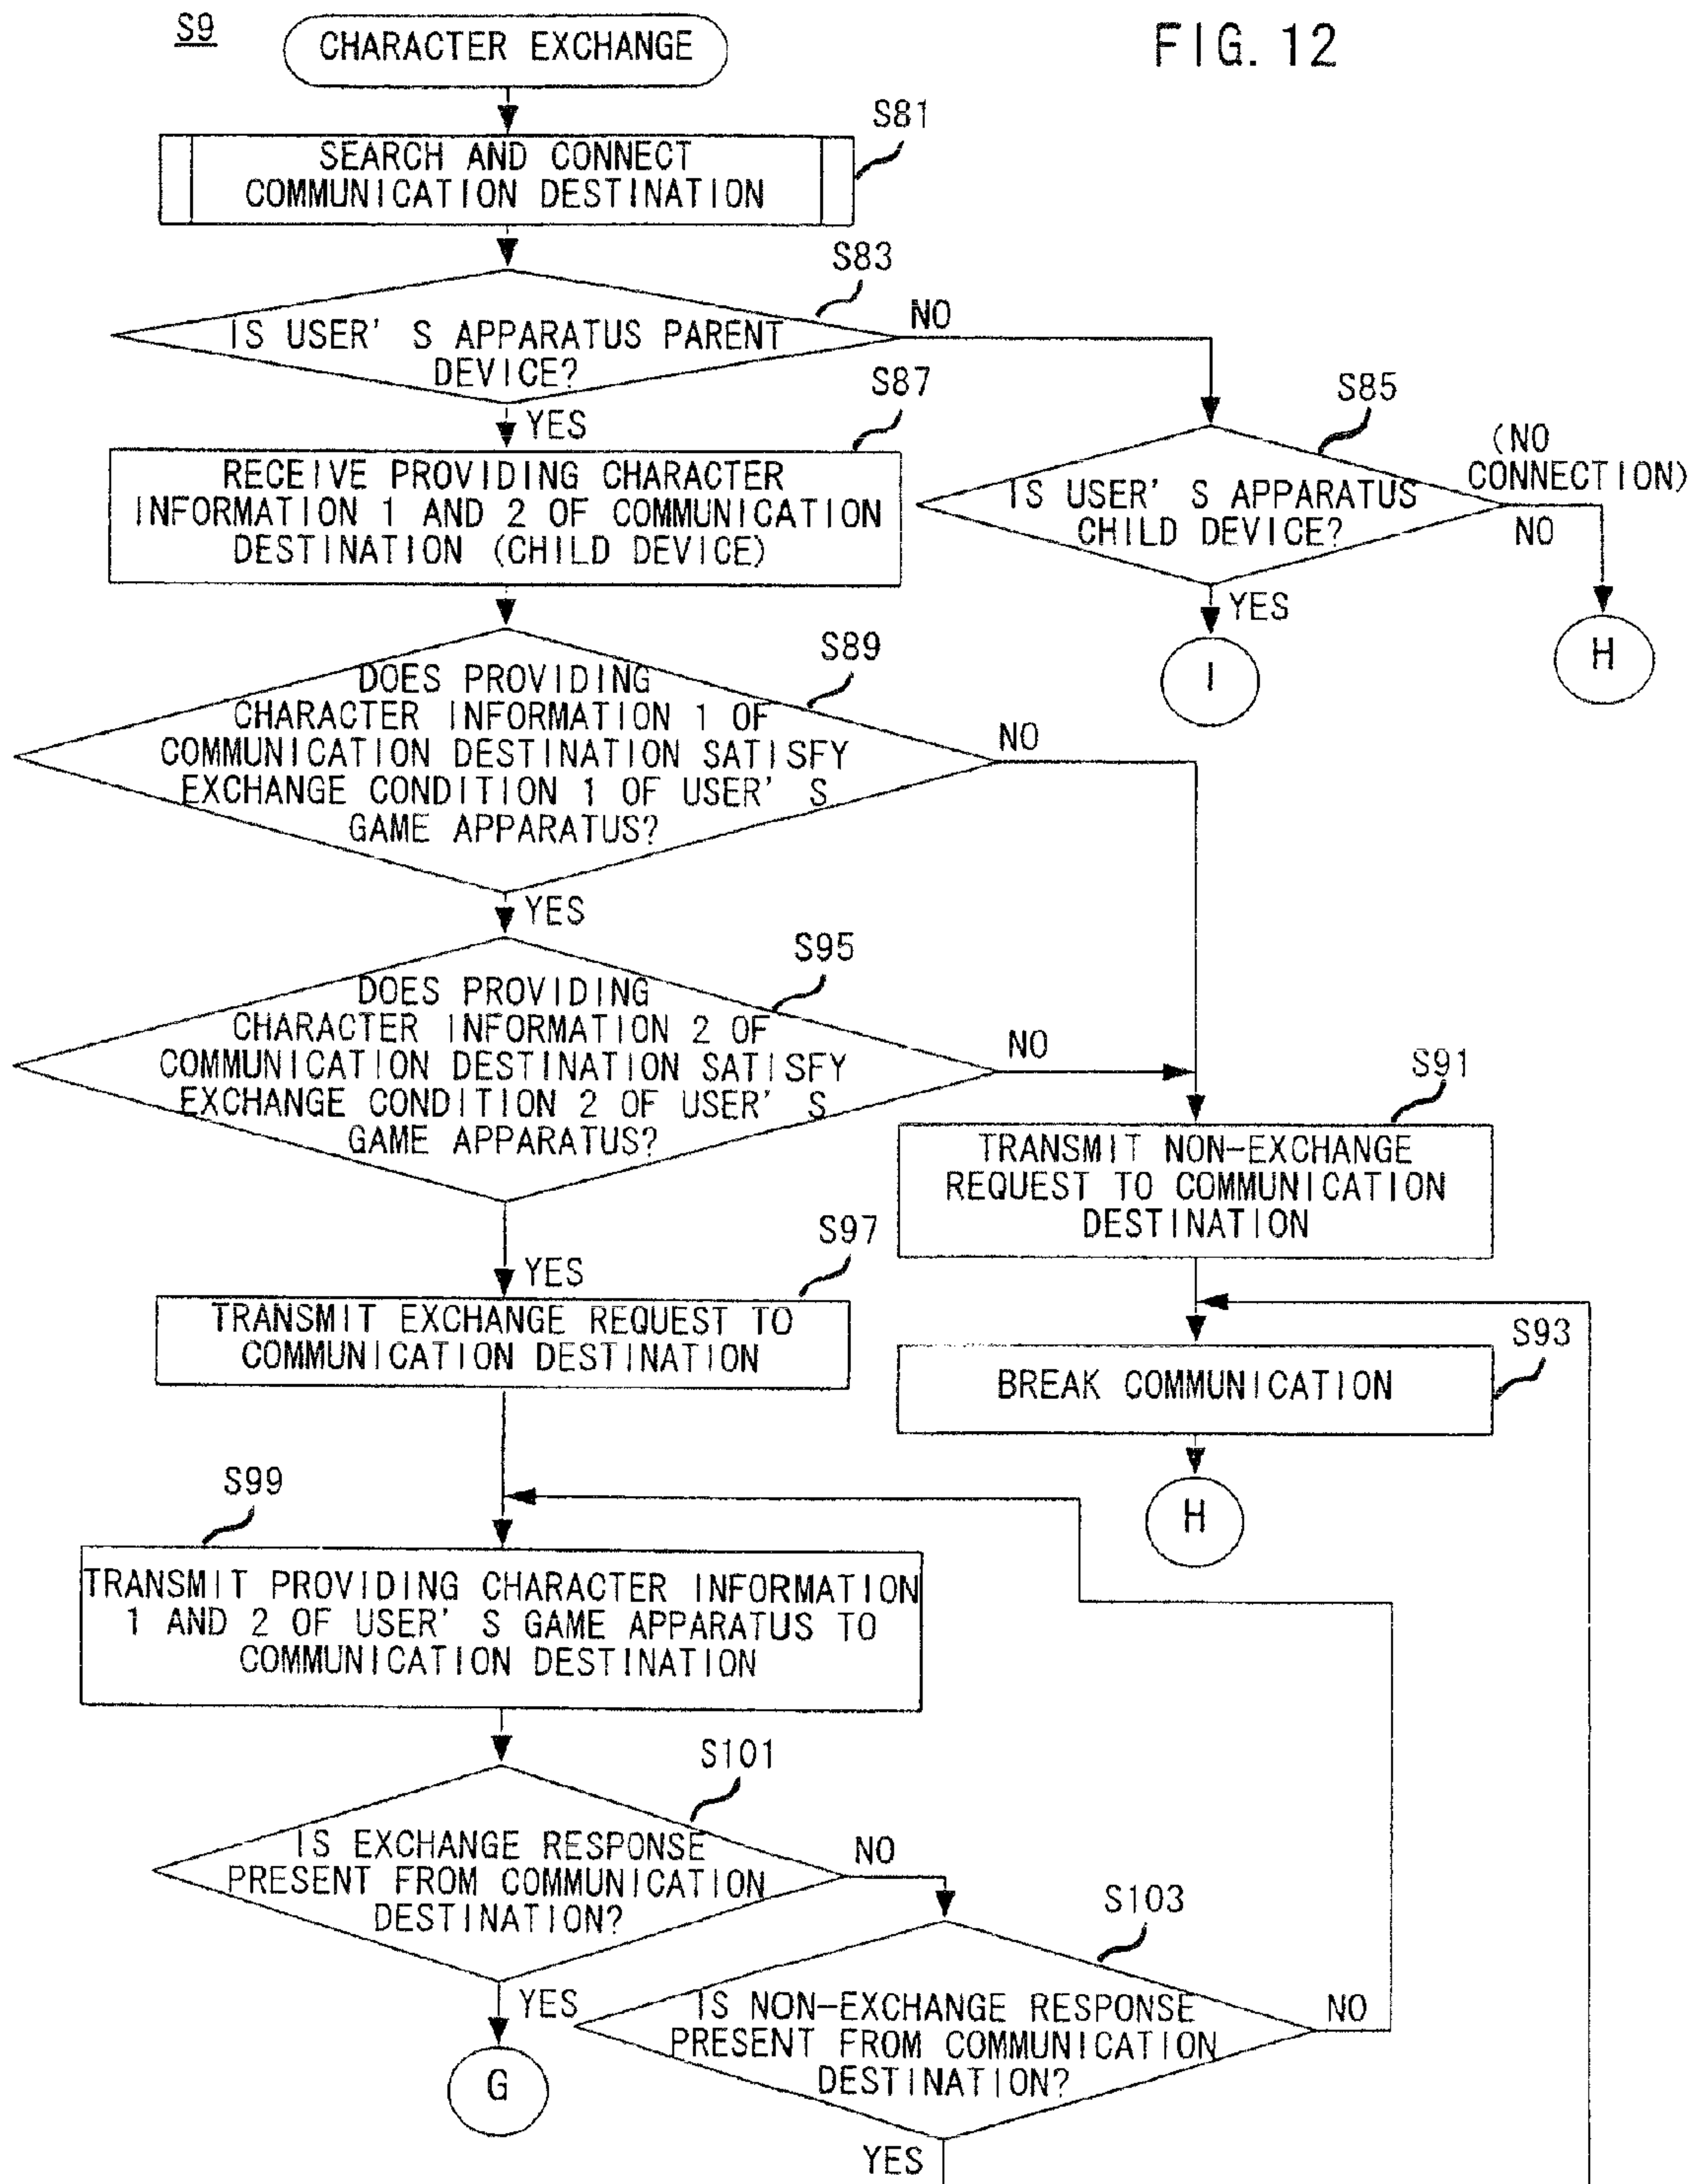 S9
CHARACTER EXCHANGE
FIG. 12
S81
SEARCH AND CONNECT
COMMUNICATION DESTINATION
S83
IS USER' S APPARATUS PARENT
DEVICE?
NO
YES
S87
RECEIVE PROVIDING CHARACTER
INFORMATION 1 AND 2 OF COMMUNICATION
DESTINATION (CHILD DEVICE)
S85
IS USER' S APPARATUS
CHILD DEVICE?
(NO
CONNECTION)
NO
YES
I
H
S89
DOES PROVIDING
CHARACTER INFORMATION 1 OF
COMMUNICATION DESTINATION SATISFY
EXCHANGE CONDITION 1 OF USER' S
GAME APPARATUS?
NO
YES
S95
DOES PROVIDING
CHARACTER INFORMATION 2 OF
COMMUNICATION DESTINATION SATISFY
EXCHANGE CONDITION 2 OF USER' S
GAME APPARATUS?
NO
YES
S91
TRANSMIT NON-EXCHANGE
REQUEST TO COMMUNICATION
DESTINATION
S97
TRANSMIT EXCHANGE REQUEST TO
COMMUNICATION DESTINATION
S93
BREAK COMMUNICATION
H
S99
TRANSMIT PROVIDING CHARACTER INFORMATION
1 AND 2 OF USER' S GAME APPARATUS TO
COMMUNICATION DESTINATION
S101
IS EXCHANGE RESPONSE
PRESENT FROM COMMUNICATION
DESTINATION?
NO
YES
G
S103
IS NON-EXCHANGE RESPONSE
PRESENT FROM COMMUNICATION
DESTINATION?
NO
YES